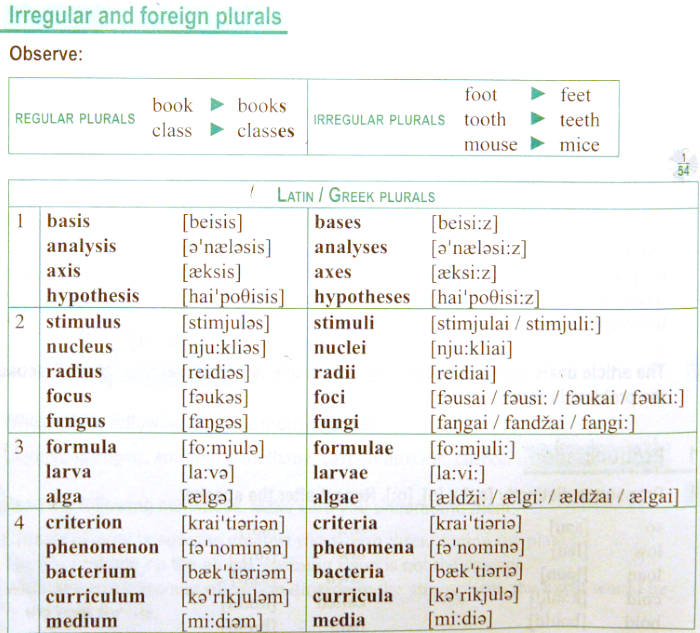 Irregular and foreign plurals
Observe:
REGULAR PLURALS book ▶ books IRREGULAR PLURALS foot ▶ feet
class ▶ classes tooth ▶ teeth
mouse ▶ mice
1/54
LATIN / GREEK PLURALS
1 basis [beisis] bases [beisi:z]
analysis [ə'næləsis] analyses [ə'næləsi:z]
axis [æksis] axes [æksi:z]
hypothesis [hai'poθisis] hypotheses [hai'poθisi:z]
2 stimulus [stimjuləs] stimuli [stimjulai / stimjuli:]
nucleus [nju:kliəs] nuclei [nju:kliai]
radius [reidiəs] radii [reidiai]
focus [fəukəs] foci [fəusai / fəusi: / fəukai / fəuki:]
fungus [faŋgəs] fungi [faŋgai / fandžai / faŋgi:]
3 formula [fo:mjulə] formulae [fo:mjuli:]
larva [la:və] larvae [la:vi:]
alga [ælgə] algae [ældži: / ælgi: / ældžai / ælgai]
4 criterion [krai'tiəriən] criteria [krai'tiəriə]
phenomenon [fə'nominən] phenomena [fə'nominə]
bacterium [bæk'tiəriəm] bacteria [bæk'tiəriə]
curriculum [kə'rikjuləm] curricula [kə'rikjulə]
medium [mi:diəm] media [mi:diə]